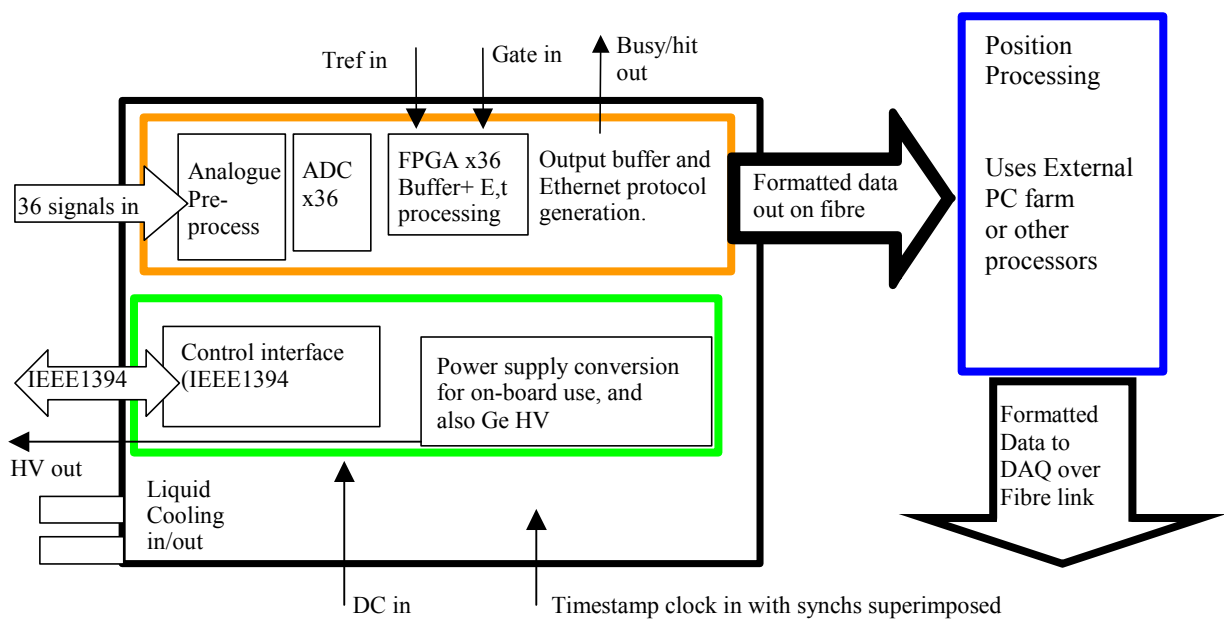 Tref in
Gate in
Busy/hit
out
36 signals in
Analogue
Pre-
process
ADC
x36
FPGA x36
Buffer+ E,t
processing
Output buffer and
Ethernet protocol
generation.
Formatted data
out on fibre
Position
Processing
Uses External
PC farm
or other
processors
IEEE1394
Control interface
(IEEE1394
Power supply conversion
for on-board use, and
also Ge HV
HV out
Liquid
Cooling
in/out
Formatted
Data to
DAQ over
Fibre link
DC in
Timestamp clock in with synchs superimposed